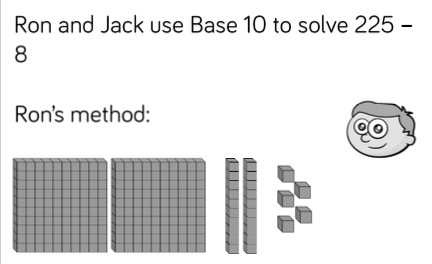 Ron and Jack use Base 10 to solve 225 –
8
Ron's method: